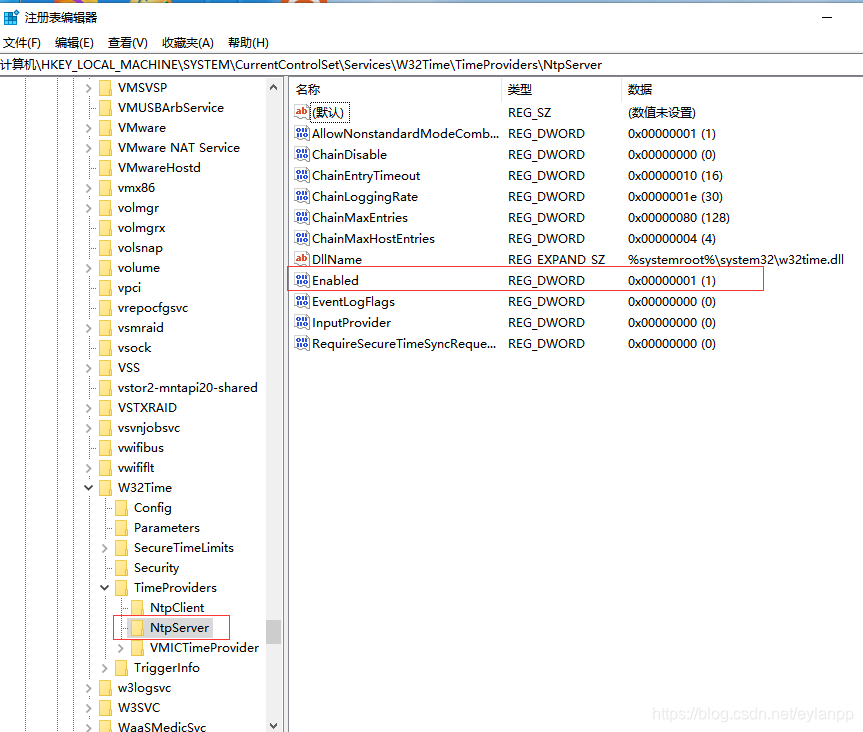 注册表编辑器
文件(F) 编辑(E) 查看(V) 收藏夹(A) 帮助(H)
计算机\HKEY_LOCAL_MACHINE\SYSTEM\CurrentControlSet\Services\W32Time\TimeProviders\NtpServer
VMSVSP
VMUSBArbService
VMware
VMware NAT Service
VMwareHostd
vmx86
volmgr
volmgrx
volsnap
volume
vpci
vrepocfgsvc
vsmraid
vsock
VSS
vstor2-mntapi20-shared
VSTXRAID
vsvnjobsvc
vwifibus
vwififlt
W32Time
Config
Parameters
SecureTimeLimits
Security
TimeProviders
NtpClient
NtpServer
VMICTimeProvider
TriggerInfo
w3logsvc
W3SVC
WaaSMedicSvc
名称 类型 数据
(默认) REG_SZ (数值未设置)
AllowNonstandardModeComb... REG_DWORD 0x00000001 (1)
ChainDisable REG_DWORD 0x00000000 (0)
ChainEntryTimeout REG_DWORD 0x00000010 (16)
ChainLoggingRate REG_DWORD 0x0000001e (30)
ChainMaxEntries REG_DWORD 0x00000080 (128)
ChainMaxHostEntries REG_DWORD 0x00000004 (4)
DllName REG_EXPAND_SZ %systemroot%\system32\w32time.dll
Enabled REG_DWORD 0x00000001 (1)
EventLogFlags REG_DWORD 0x00000000 (0)
InputProvider REG_DWORD 0x00000000 (0)
RequireSecureTimeSyncReque... REG_DWORD 0x00000000 (0)
https://blog.csdn.net/eylanpp